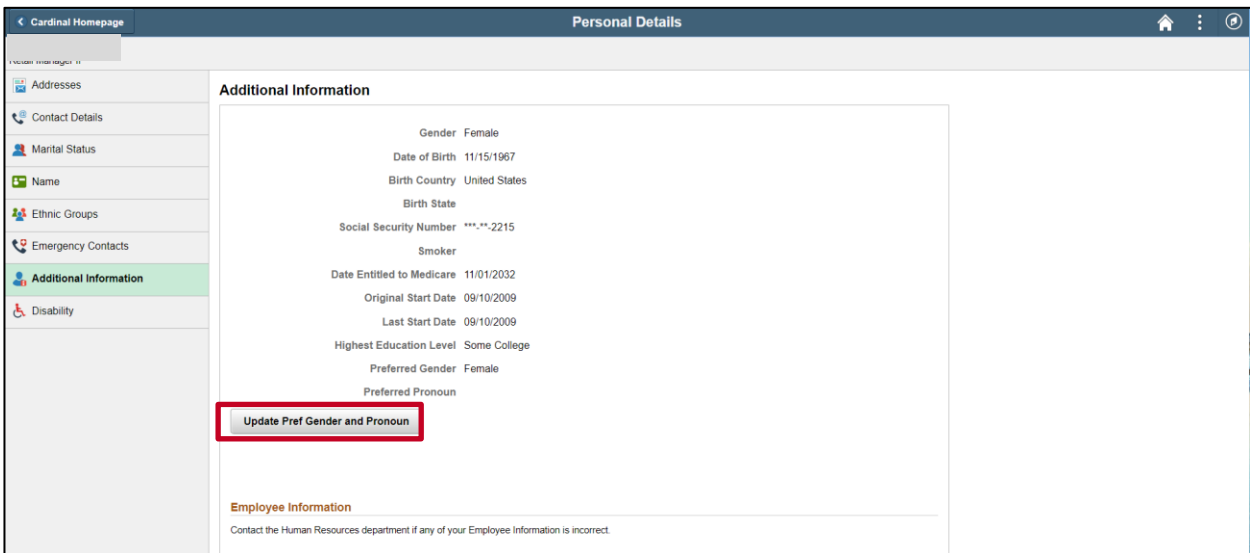 Cardinal Homepage
Personal Details
Retail Manager II
Addresses
Contact Details
Marital Status
Name
Ethnic Groups
Emergency Contacts
Additional Information
Disability
Additional Information
Gender Female
Date of Birth 11/15/1967
Birth Country United States
Birth State
Social Security Number ***-**-2215
Smoker
Date Entitled to Medicare 11/01/2032
Original Start Date 09/10/2009
Last Start Date 09/10/2009
Highest Education Level Some College
Preferred Gender Female
Preferred Pronoun
Update Pref Gender and Pronoun
Employee Information
Contact the Human Resources department if any of your Employee Information is incorrect.